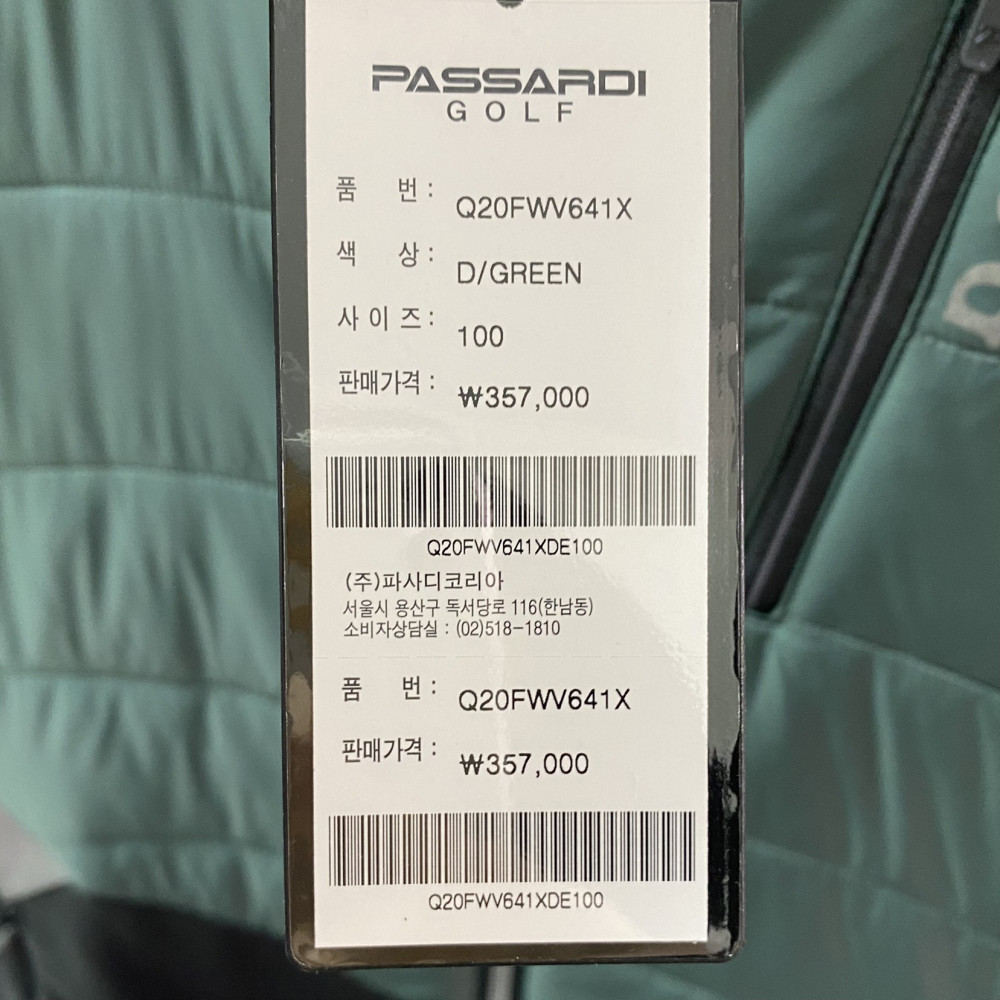 PASSARDI
GOLF
품 번 : Q20FWV641X
색 상 : D/GREEN
사 이 즈 : 100
판매가격 : ₩357,000
Q20FWV641XDE100
(주)파사디코리아
서울시 용산구 독서당로 116(한남동)
소비자상담실 : (02)518-1810
품 번 : Q20FWV641X
판매가격 : ₩357,000
Q20FWV641XDE100